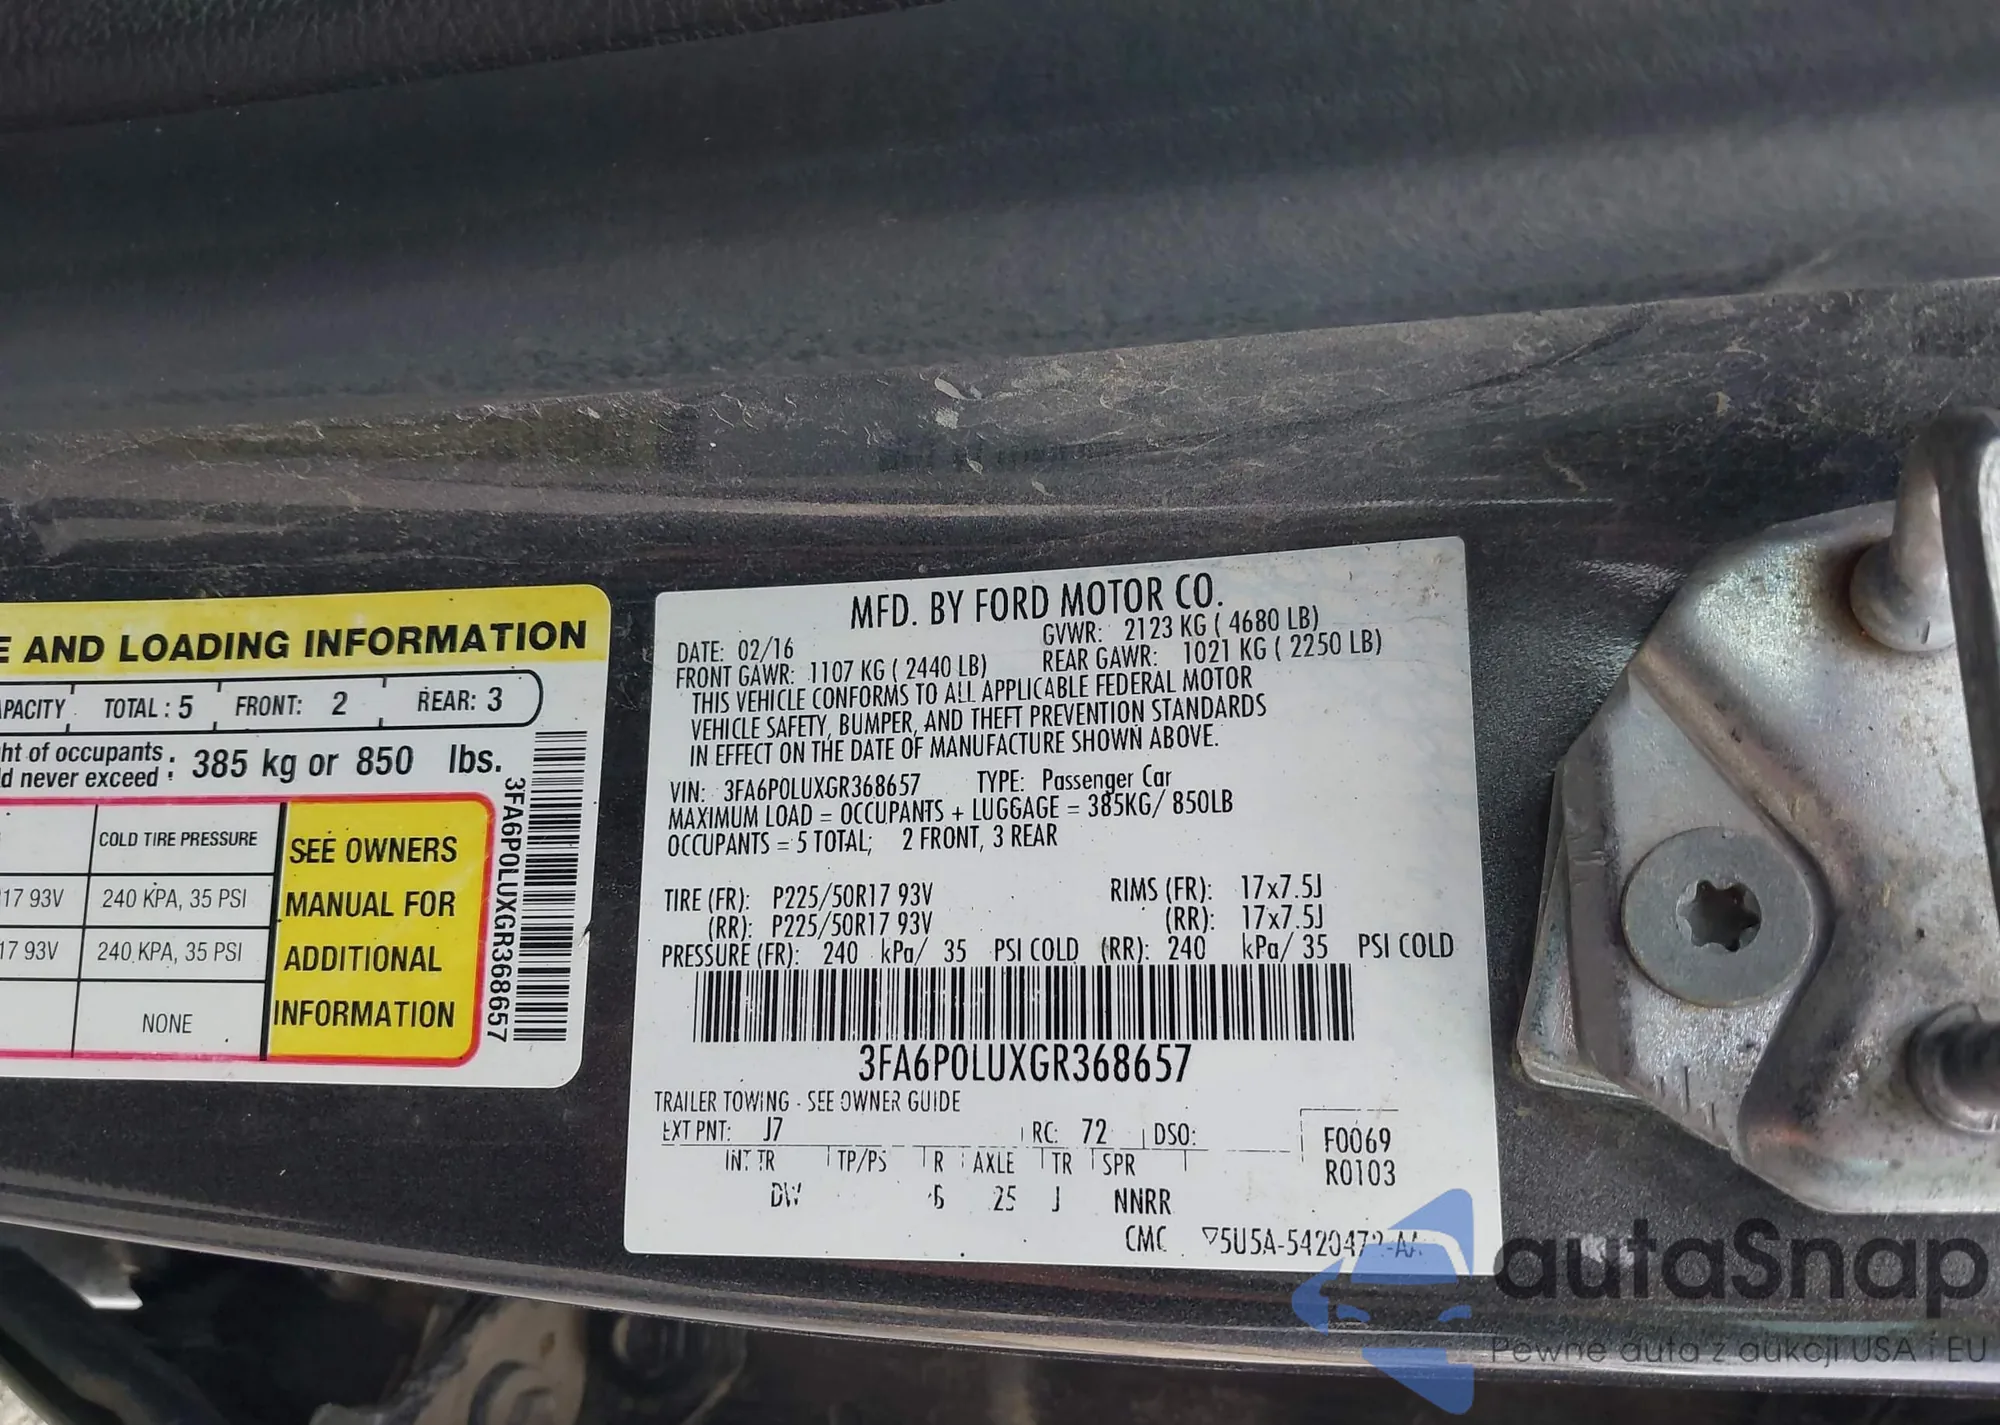 E AND LOADING INFORMATION
APACITY TOTAL : 5 FRONT: 2 REAR: 3
ht of occupants
d never exceed : 385 kg or 850 lbs.
COLD TIRE PRESSURE
17 93V 240 KPA, 35 PSI
17 93V 240 KPA, 35 PSI
NONE
SEE OWNERS
MANUAL FOR
ADDITIONAL
INFORMATION
3FA6P0LUXGR368657
MFD. BY FORD MOTOR CO.
DATE: 02/16 GVWR: 2123 KG ( 4680 LB)
FRONT GAWR: 1107 KG ( 2440 LB) REAR GAWR: 1021 KG ( 2250 LB)
THIS VEHICLE CONFORMS TO ALL APPLICABLE FEDERAL MOTOR
VEHICLE SAFETY, BUMPER, AND THEFT PREVENTION STANDARDS
IN EFFECT ON THE DATE OF MANUFACTURE SHOWN ABOVE.
VIN: 3FA6P0LUXGR368657 TYPE: Passenger Car
MAXIMUM LOAD = OCCUPANTS + LUGGAGE = 385KG/ 850LB
OCCUPANTS = 5 TOTAL; 2 FRONT, 3 REAR
TIRE (FR): P225/50R17 93V RIMS (FR): 17x7.5J
(RR): P225/50R17 93V (RR): 17x7.5J
PRESSURE (FR): 240 kPa/ 35 PSI COLD (RR): 240 kPa/ 35 PSI COLD
3FA6P0LUXGR368657
TRAILER TOWING - SEE OWNER GUIDE
EXT PNT: J7 RC: 72 DSO: F0069
INT TR TP/PS R AXLE TR SPR R0103
DW 6 25 J NNRR
CMC
autoSnap
Pewne auta z aukcji USA i EU